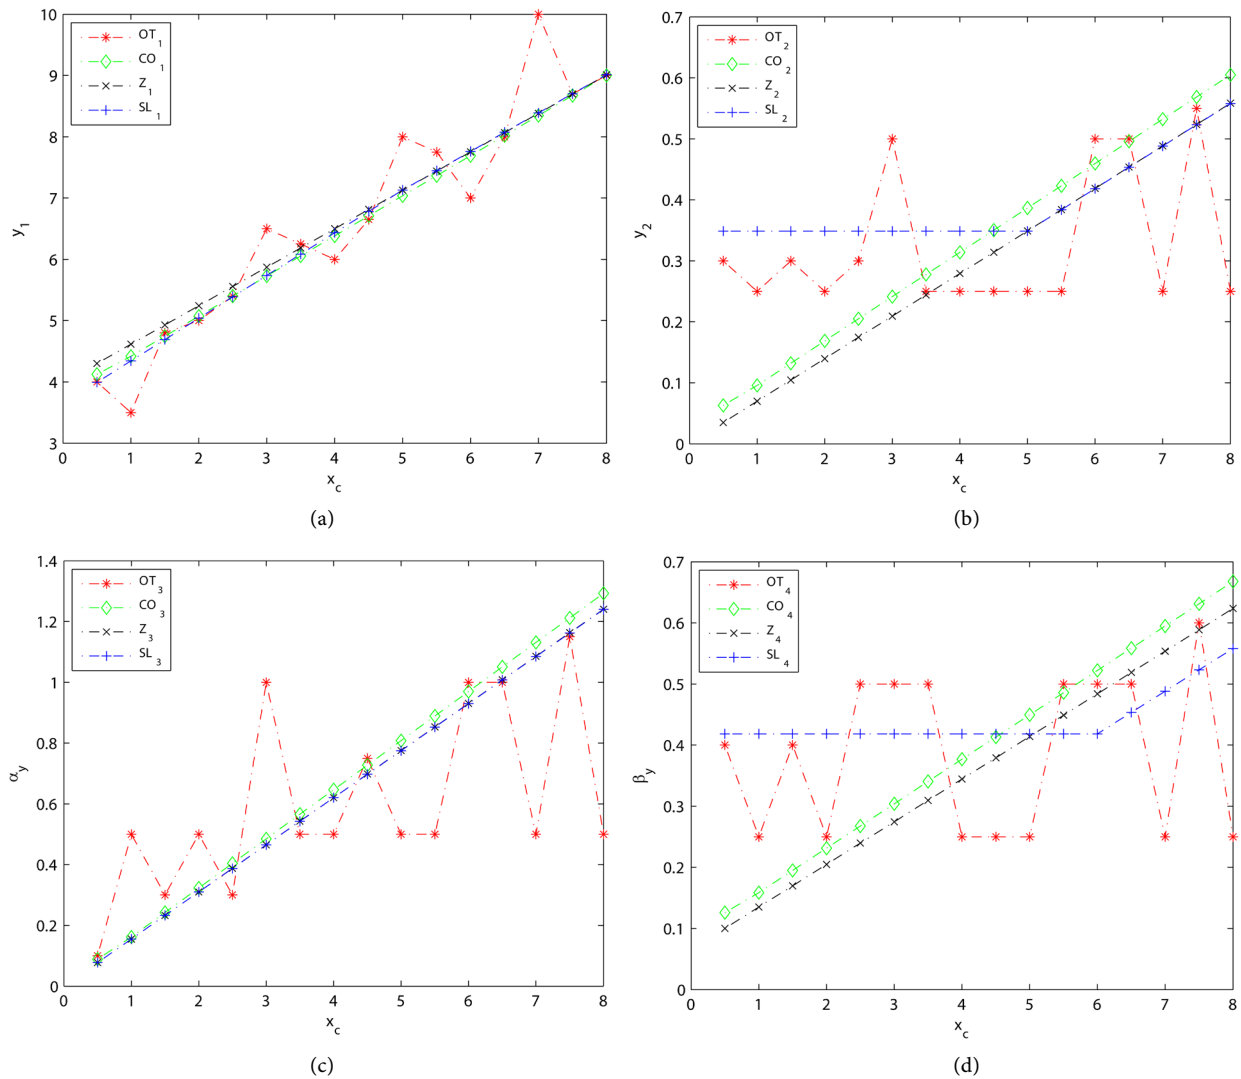 10
9
8
7
6
5
4
3
y1
OT1
CO1
Z1
SL1
0 1 2 3 4 5 6 7 8
xc
(a)
0.7
0.6
0.5
0.4
0.3
0.2
0.1
0
y2
OT2
CO2
Z2
SL2
0 1 2 3 4 5 6 7 8
xc
(b)
1.4
1.2
1
0.8
0.6
0.4
0.2
0
αy
OT3
CO3
Z3
SL3
0 1 2 3 4 5 6 7 8
xc
(c)
0.7
0.6
0.5
0.4
0.3
0.2
0.1
0
βy
OT4
CO4
Z4
SL4
0 1 2 3 4 5 6 7 8
xc
(d)